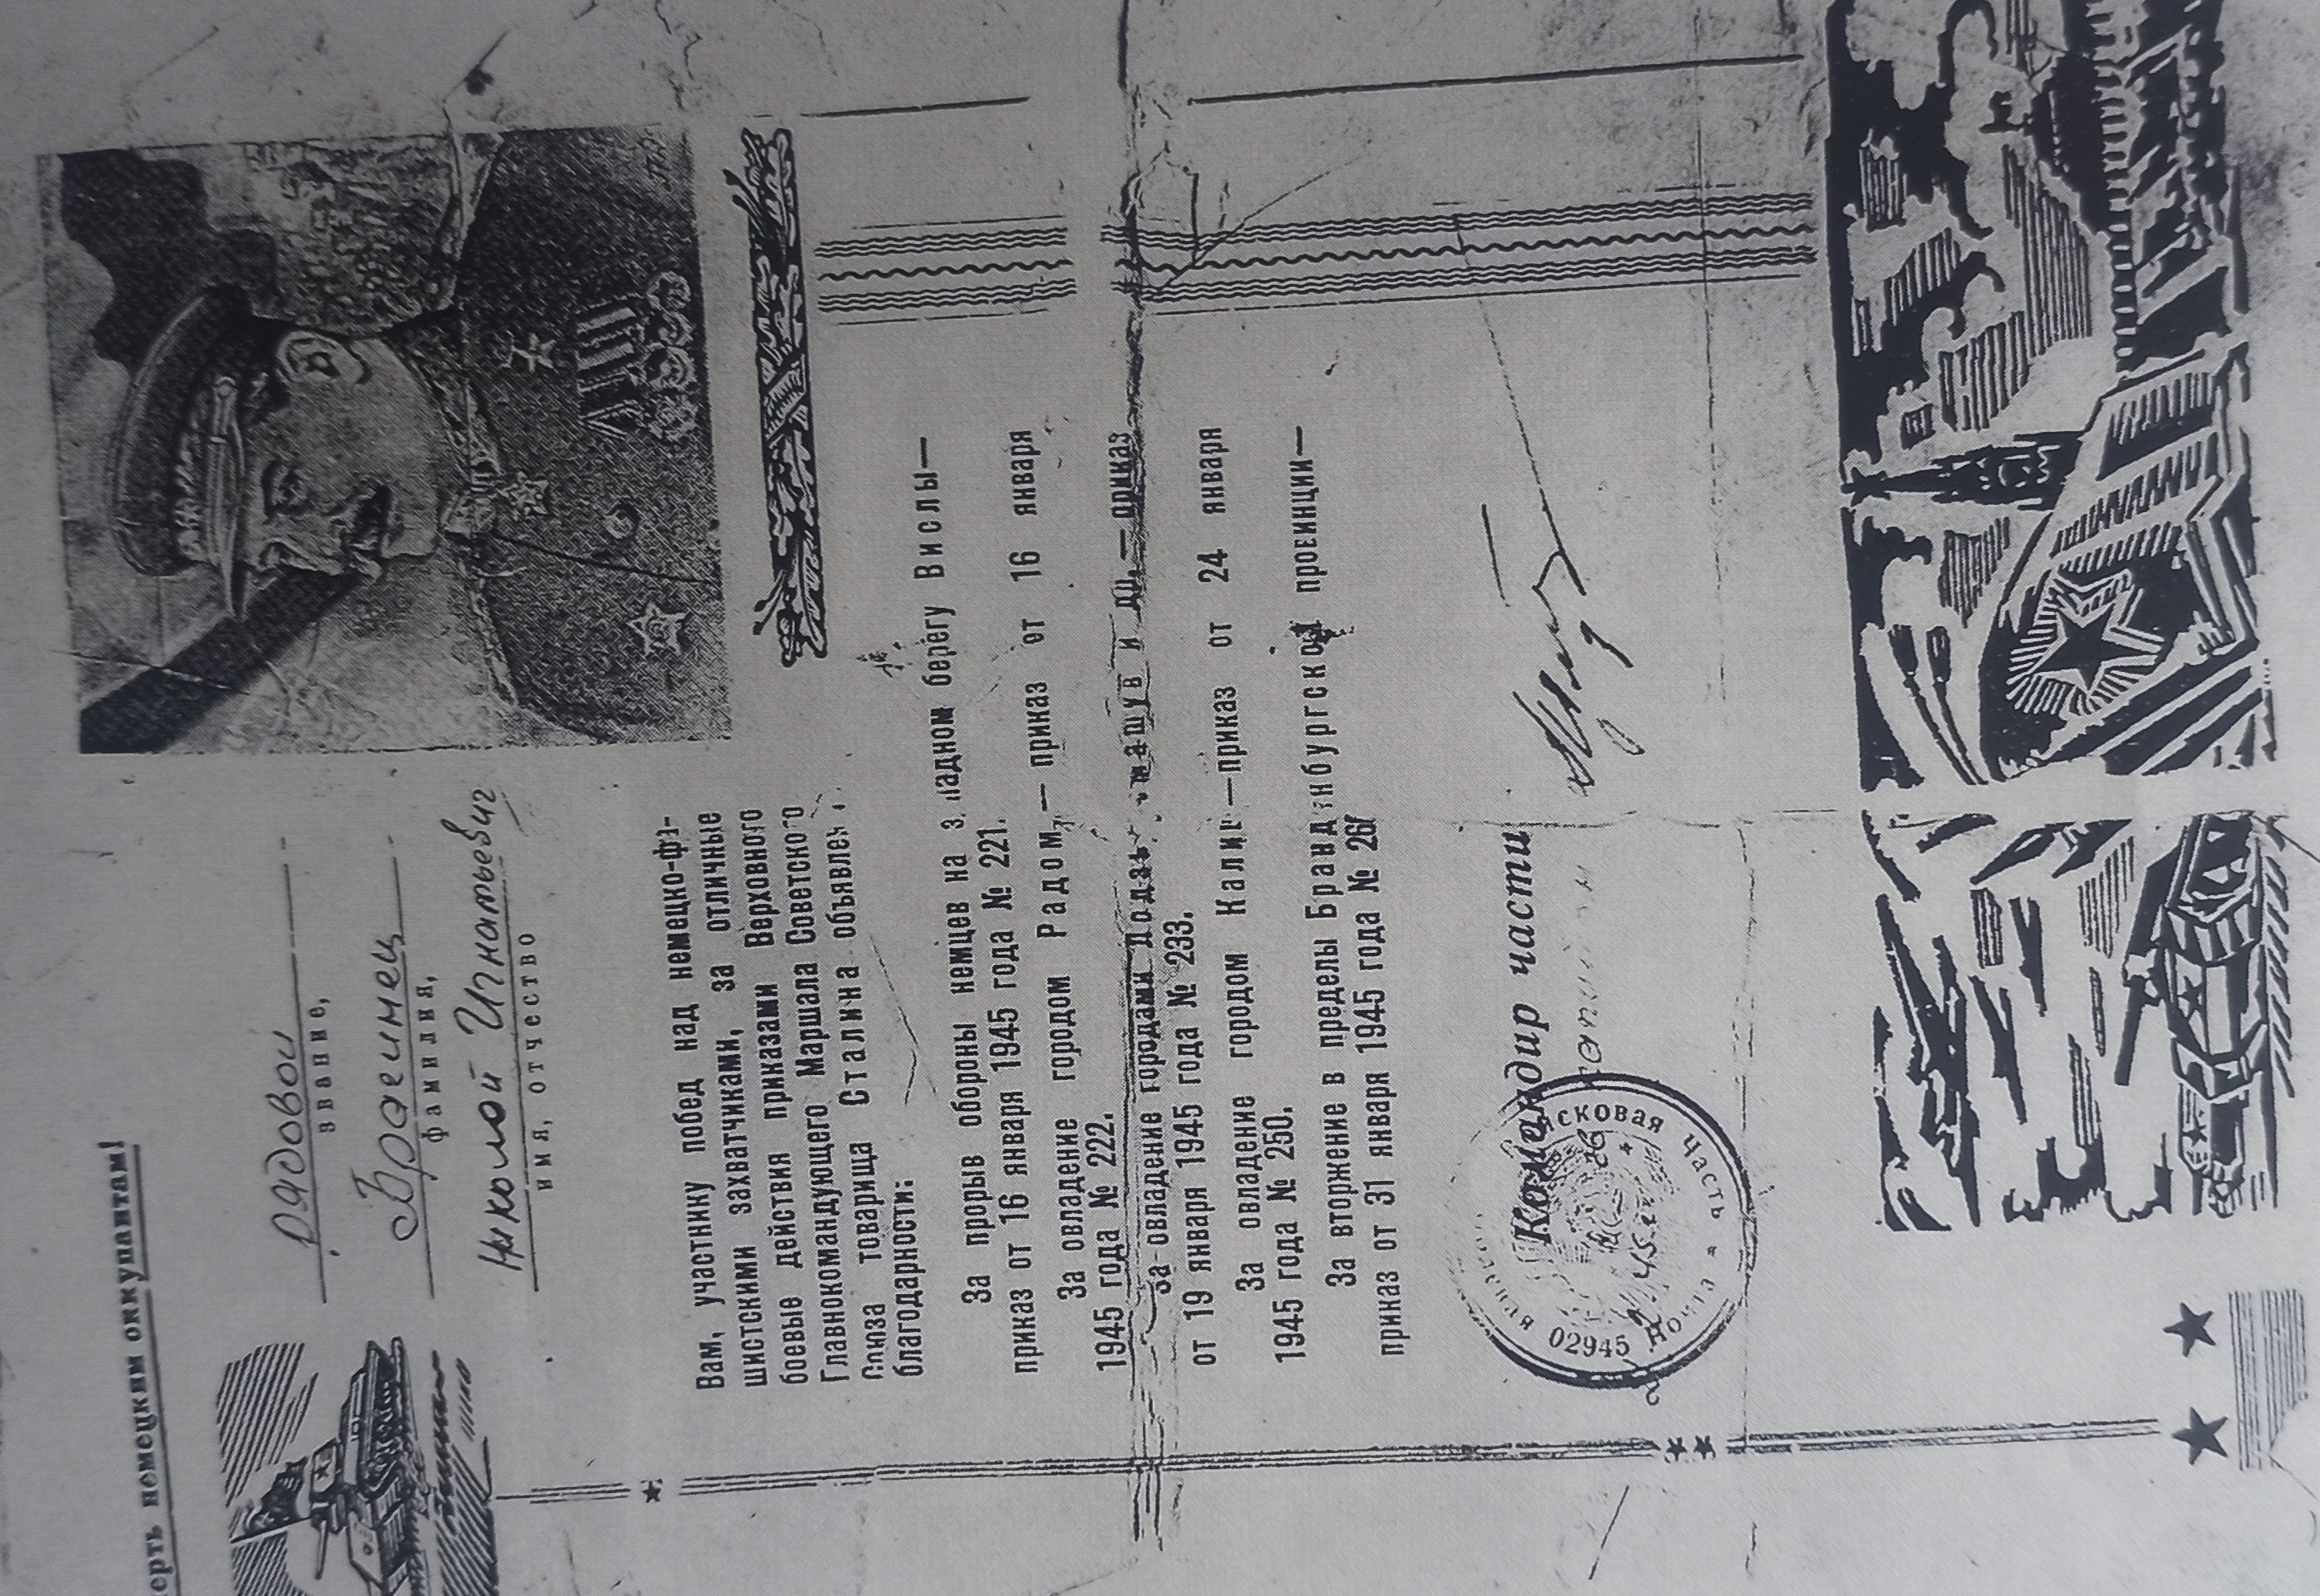 смерть немецким оккупантам!
рядовой
звание,
Браимец
фамилия,
Николой Игнатьевич
имя, отчество
Вам, участнику побед над немецко-фа-
шистскими захватчиками, за отличные
боевые действия приказами Верховного
Главнокомандующего Маршала Советского
Союза товарища Сталина объявлены
благодарности:
За прорыв обороны немцев на западном берегу Вислы—
приказ от 16 января 1945 года № 221.
За овладение городом Радом,— приказ от 16 января
1945 года № 222.
За овладение городами и др.—приказ
от 19 января 1945 года № 233.
За овладение городом Калиш—приказ от 24 января
1945 года № 250.
За вторжение в пределы Бранденбургской провинции—
приказ от 31 января 1945 года №
Командир части
войсковая часть
02945